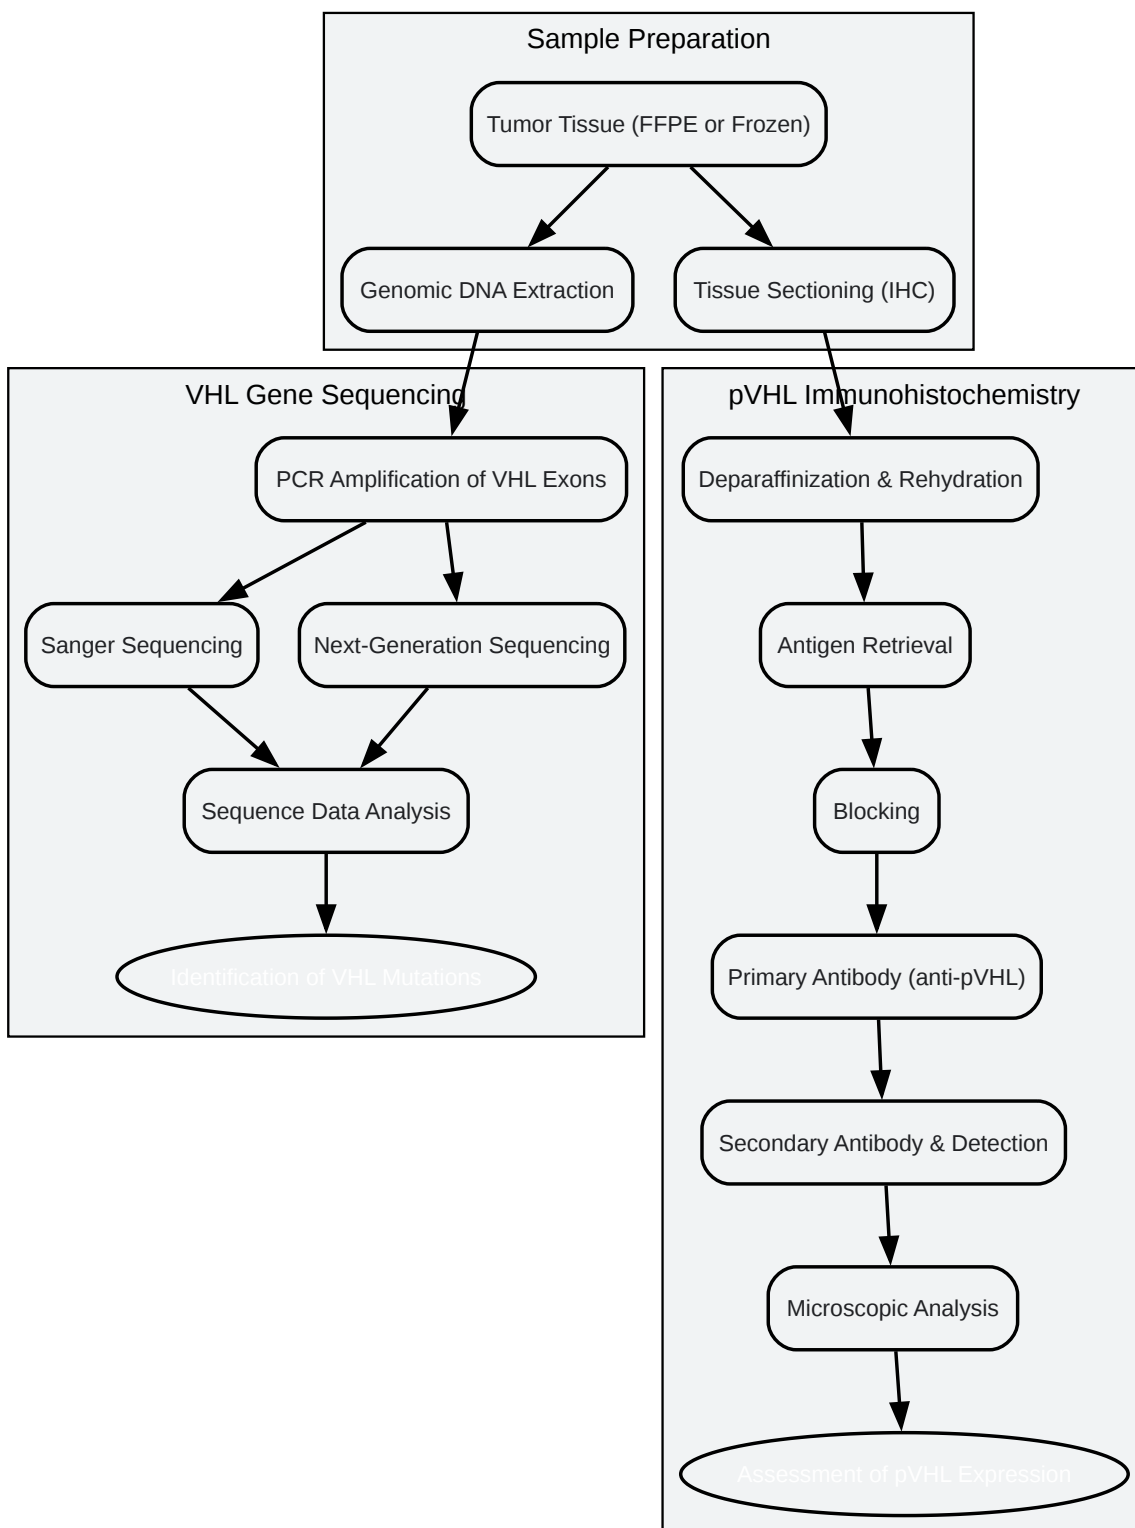 Sample Preparation
Tumor Tissue (FFPE or Frozen)
Genomic DNA Extraction
Tissue Sectioning (IHC)
VHL Gene Sequencing
PCR Amplification of VHL Exons
Sanger Sequencing
Next-Generation Sequencing
Sequence Data Analysis
Identification of VHL Mutations
pVHL Immunohistochemistry
Deparaffinization & Rehydration
Antigen Retrieval
Blocking
Primary Antibody (anti-pVHL)
Secondary Antibody & Detection
Microscopic Analysis
Assessment of pVHL Expression